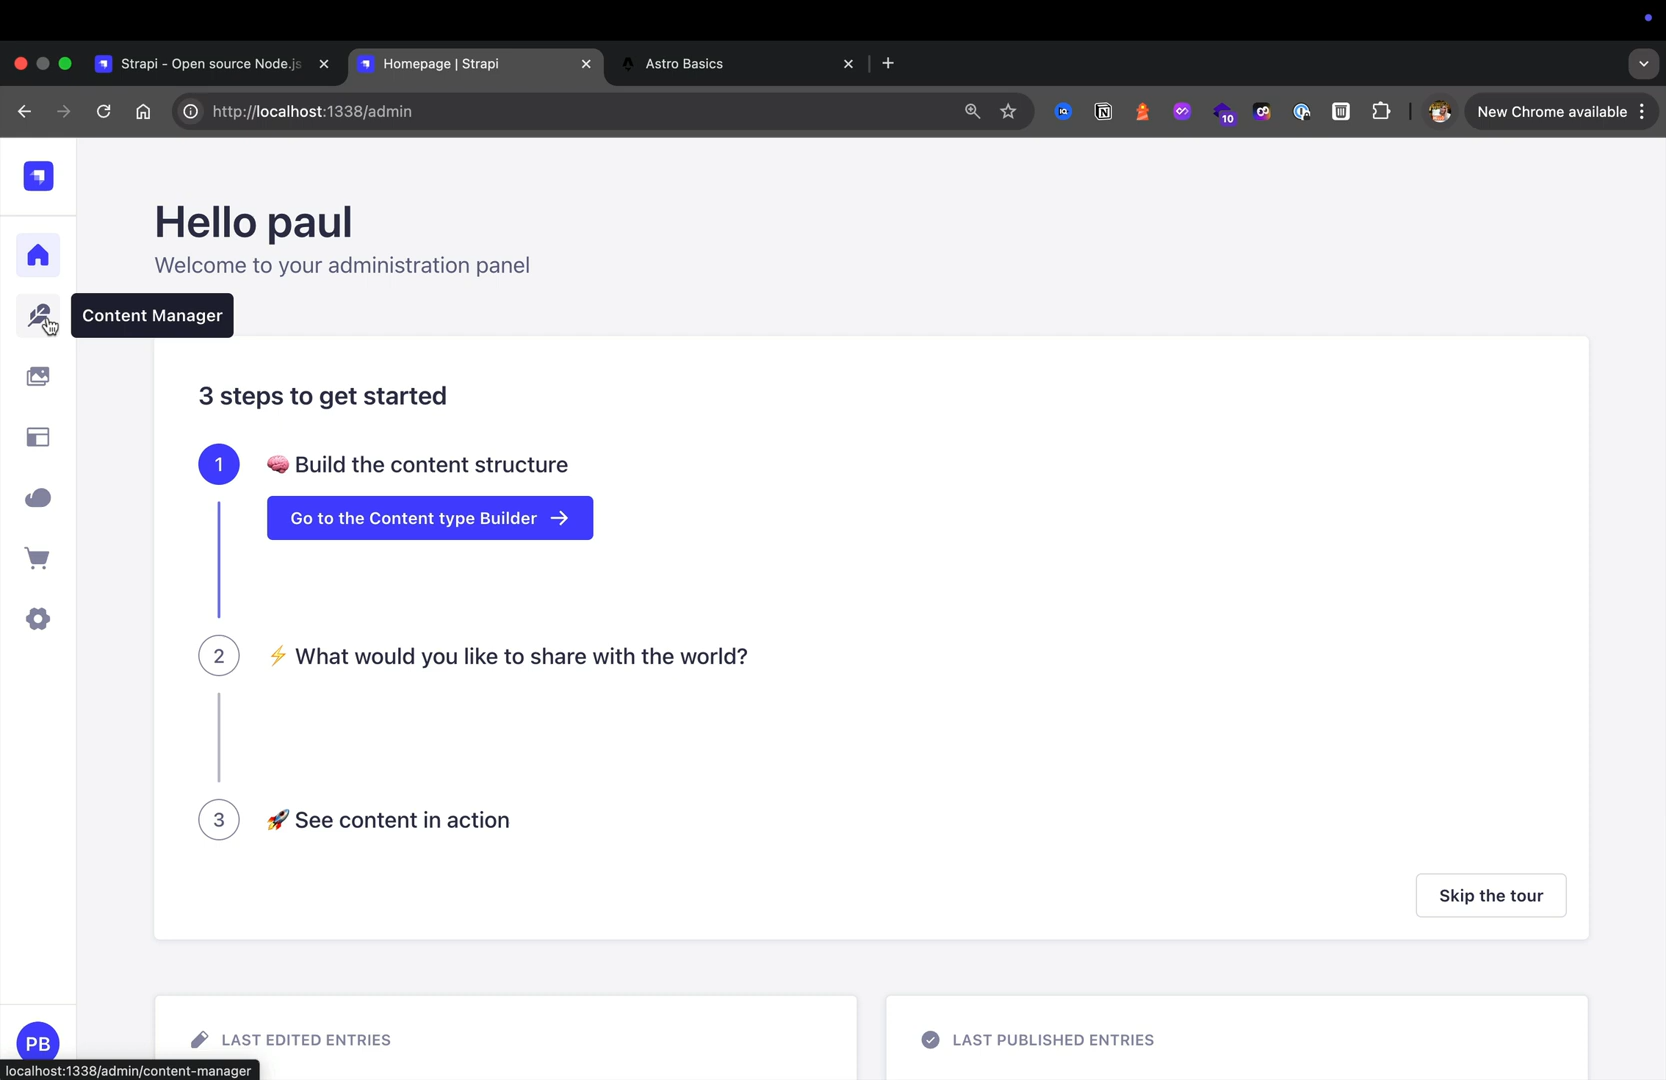 Strapi - Open source Node.js
Homepage | Strapi
Astro Basics
http://localhost:1338/admin
10
New Chrome available
Hello paul
Welcome to your administration panel
Content Manager
3 steps to get started
1
🧠 Build the content structure
Go to the Content type Builder →
2
⚡ What would you like to share with the world?
3
🚀 See content in action
Skip the tour
LAST EDITED ENTRIES
LAST PUBLISHED ENTRIES
PB
localhost:1338/admin/content-manager